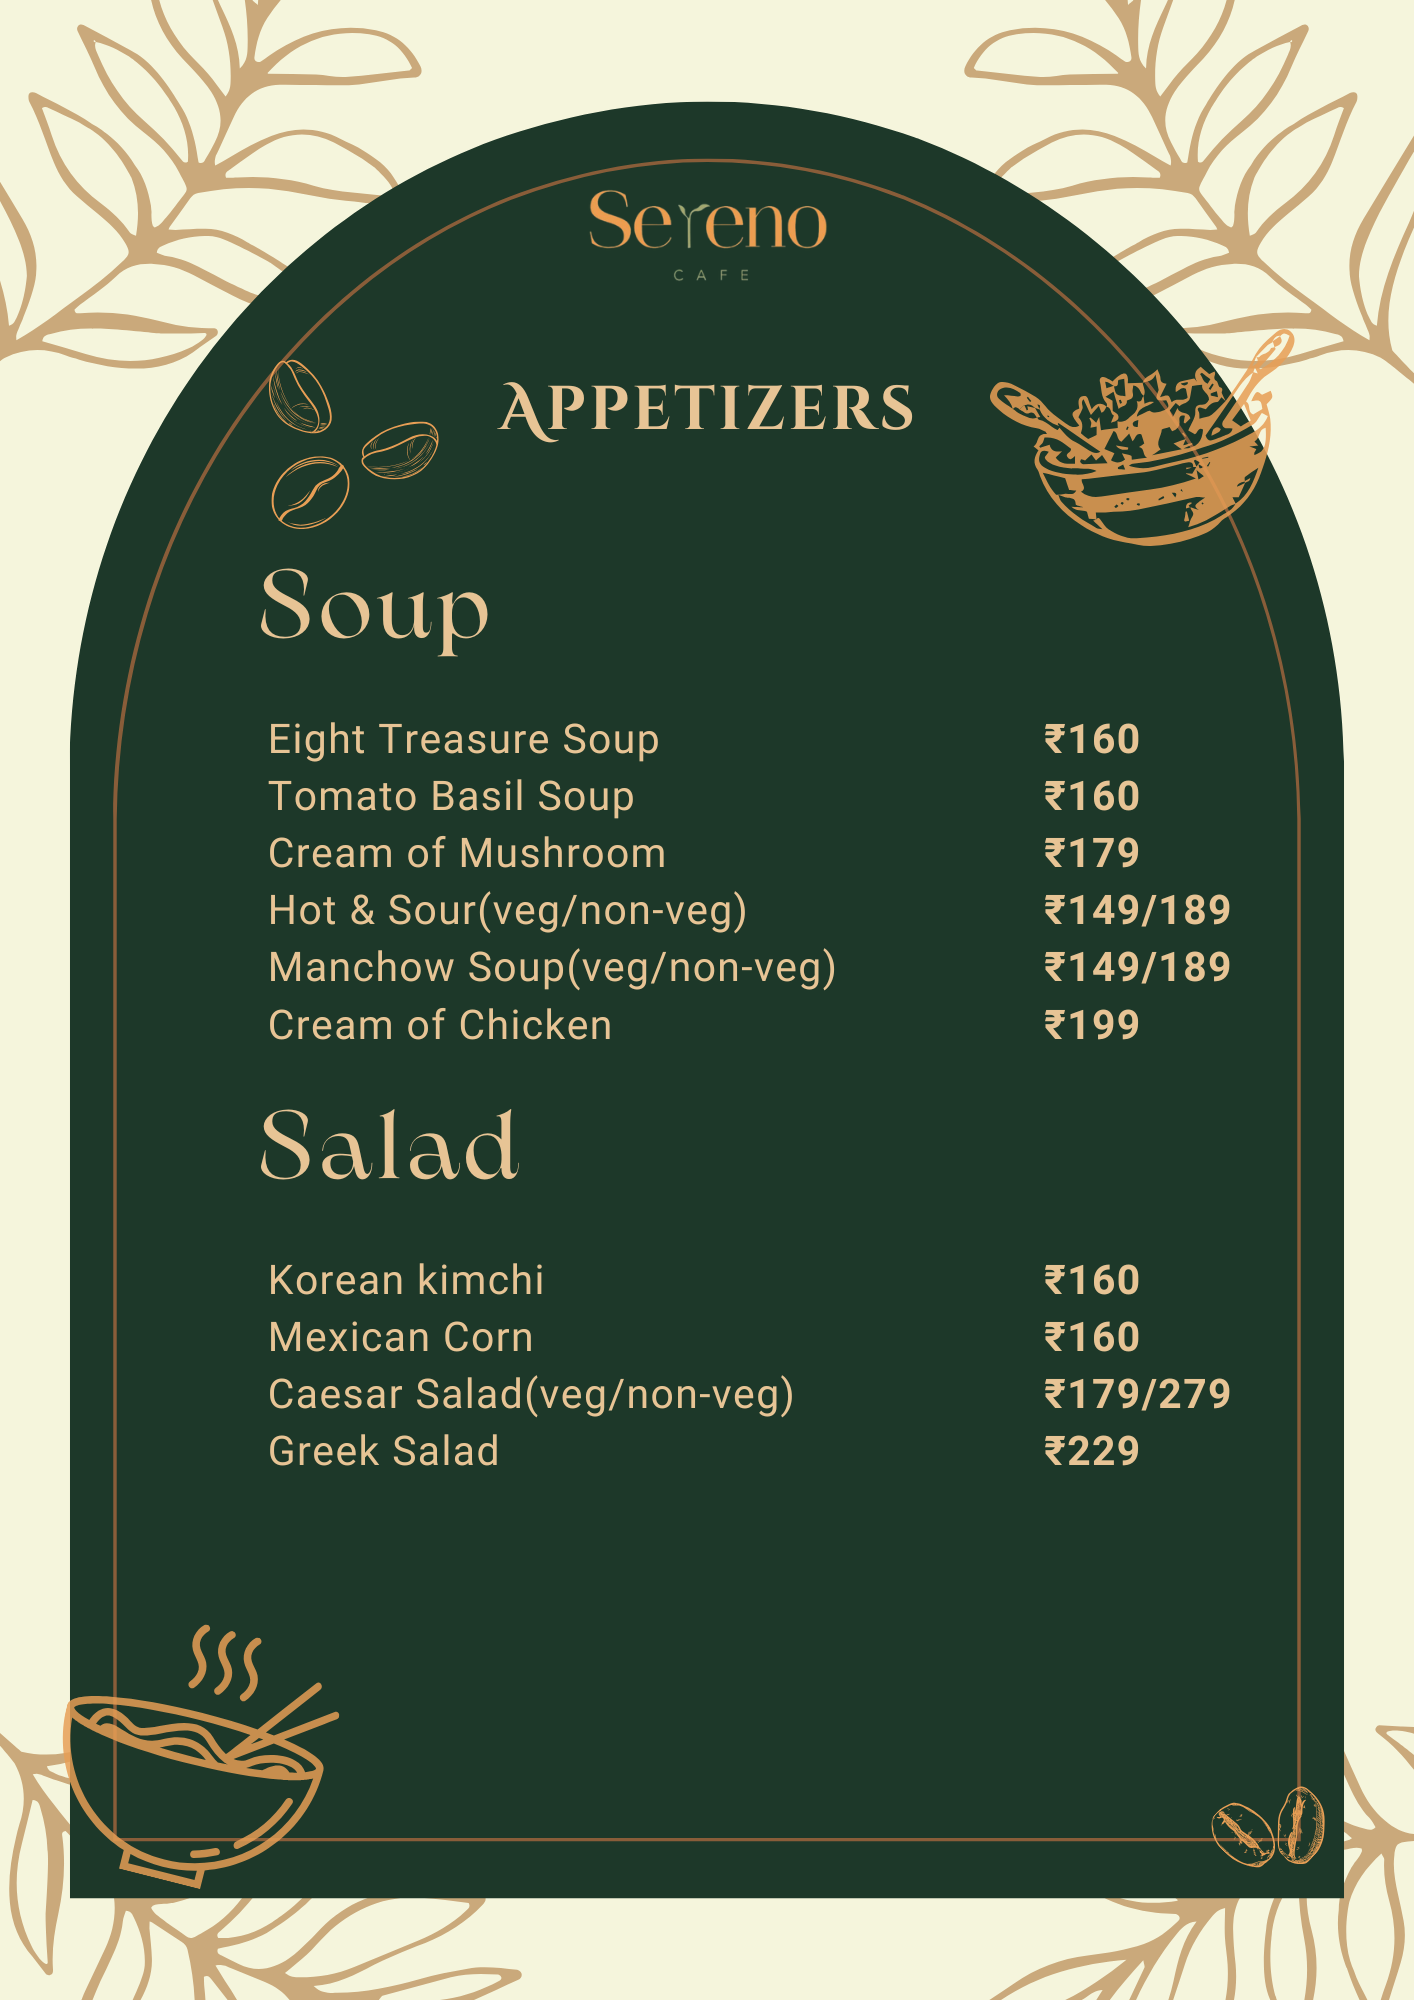 Sereno
CAFE
APPETIZERS
Soup
Eight Treasure Soup ₹160
Tomato Basil Soup ₹160
Cream of Mushroom ₹179
Hot & Sour(veg/non-veg) ₹149/189
Manchow Soup(veg/non-veg) ₹149/189
Cream of Chicken ₹199
Salad
Korean kimchi ₹160
Mexican Corn ₹160
Caesar Salad(veg/non-veg) ₹179/279
Greek Salad ₹229